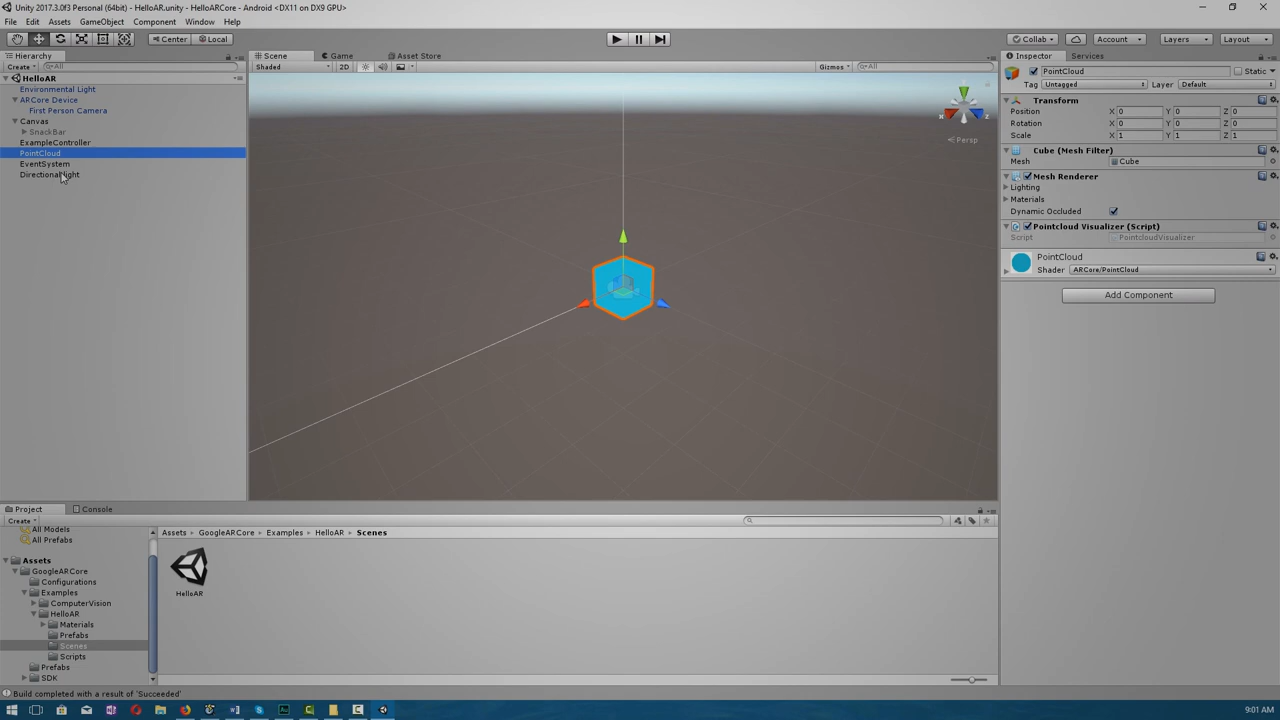 Unity 2017.3.0f3 Personal (64bit) - HelloAR.unity - HelloARCore - Android <DX11 on DX9 GPU>
File Edit Assets GameObject Component Window Help
Center Local
Collab Account Layers Layout
Hierarchy
Scene Game Asset Store
Inspector Services
Create All
Shaded 2D
Gizmos All
PointCloud Static
Tag Untagged Layer Default
HelloAR
Environmental Light
ARCore Device
First Person Camera
Canvas
SnackBar
ExampleController
PointCloud
EventSystem
Directional light
x z
Persp
Transform
Position X 0 Y 0 Z 0
Rotation X 0 Y 0 Z 0
Scale X 1 Y 1 Z 1
Cube (Mesh Filter)
Mesh Cube
Mesh Renderer
Lighting
Materials
Dynamic Occluded
Pointcloud Visualizer (Script)
Script PointcloudVisualizer
PointCloud
Shader ARCore/PointCloud
Add Component
Project Console
Create
All Models
All Prefabs
Assets
GoogleARCore
Configurations
Examples
ComputerVision
HelloAR
Materials
Prefabs
Scenes
Scripts
Prefabs
SDK
Assets GoogleARCore Examples HelloAR Scenes
HelloAR
Build completed with a result of 'Succeeded'
9:01 AM